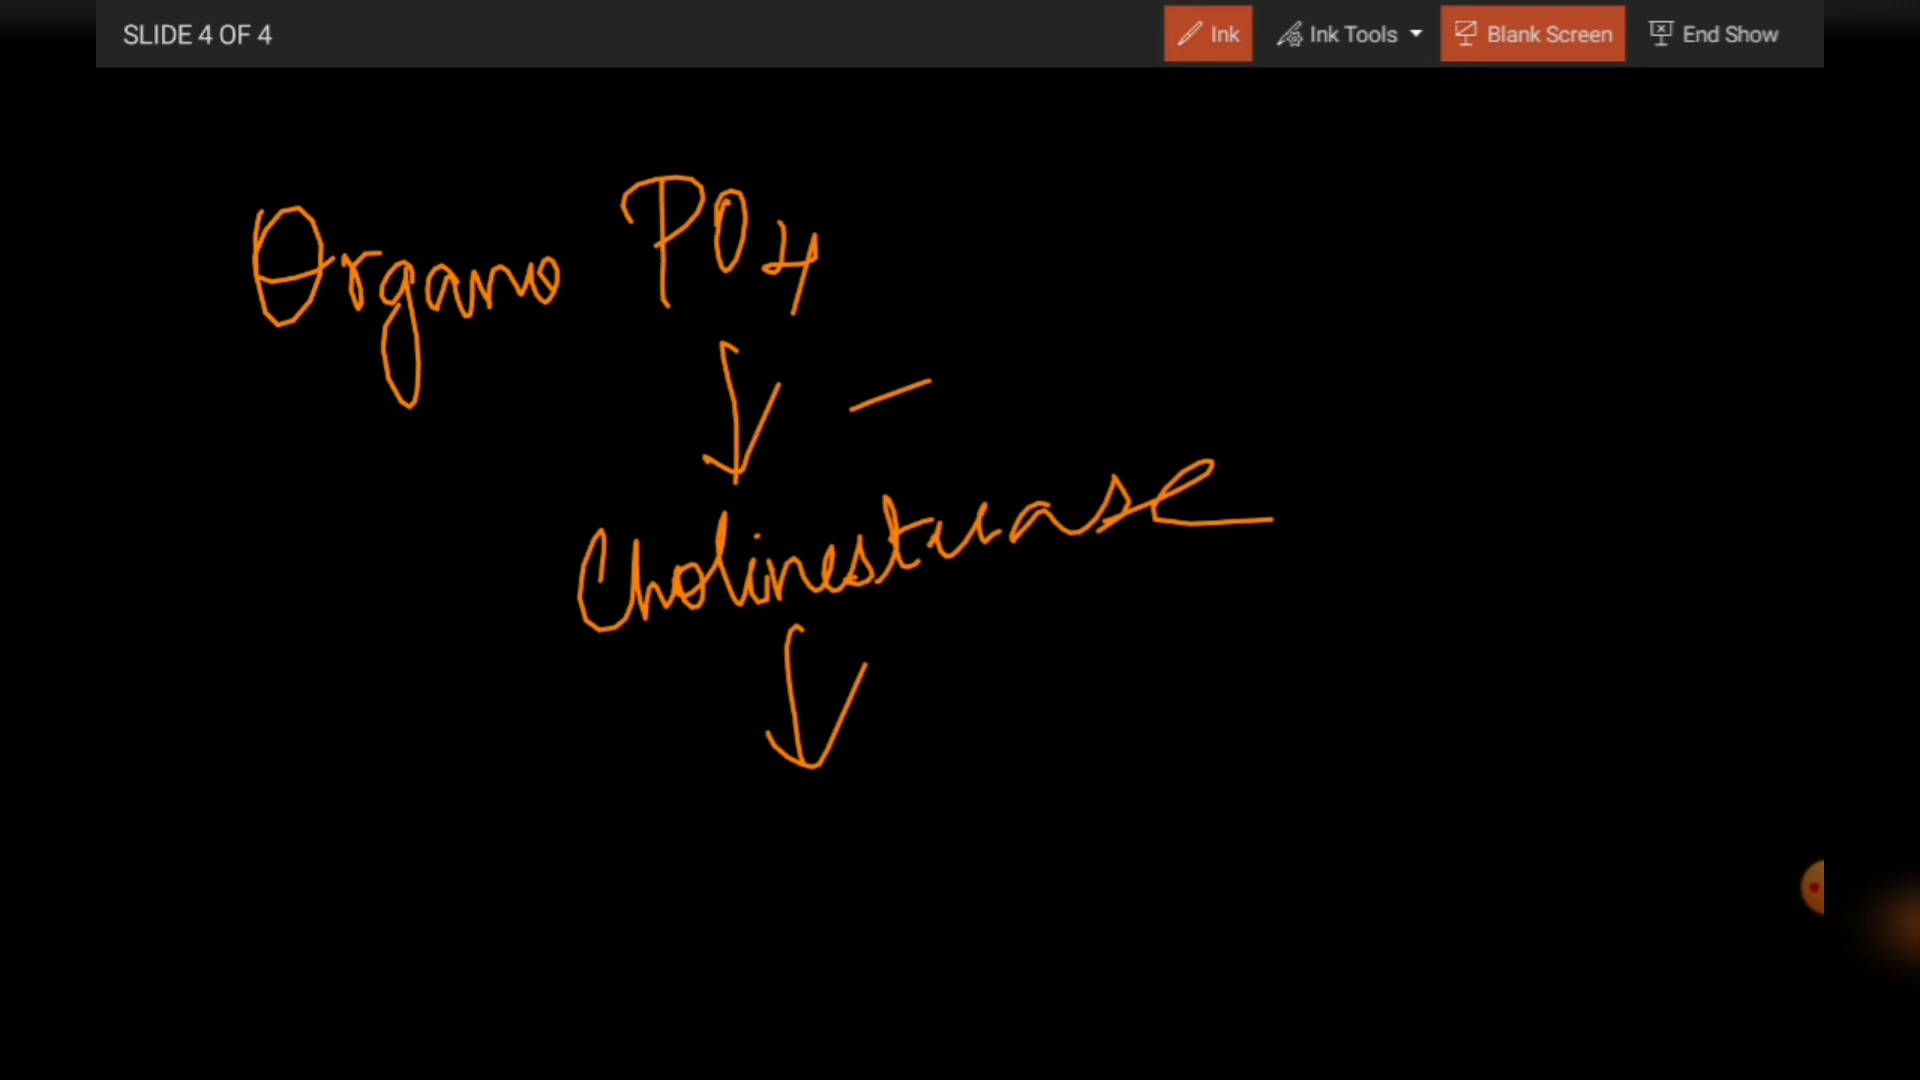 SLIDE 4 OF 4 Ink Ink Tools Blank Screen End Show
Organo PO4
Cholinesterase